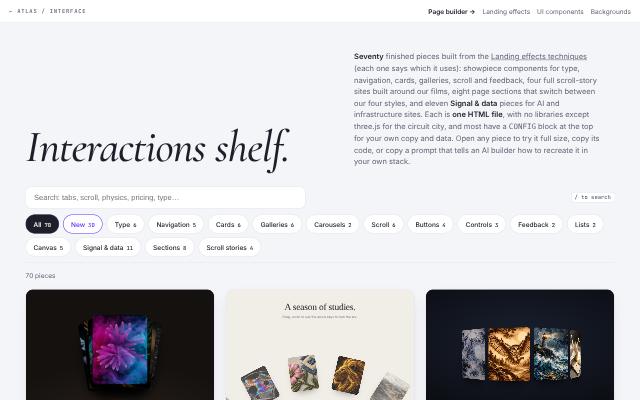 ← ATLAS / INTERFACE
Page builder → Landing effects UI components Backgrounds
Seventy finished pieces built from the Landing effects techniques
(each one says which it uses): showpiece components for type,
navigation, cards, galleries, scroll and feedback, four full scroll-story
sites built around our films, eight page sections that switch between
our four styles, and eleven Signal & data pieces for AI and
infrastructure sites. Each is one HTML file, with no libraries except
three.js for the circuit city, and most have a CONFIG block at the top
for your own copy and data. Open any piece to try it full size, copy its
code, or copy a prompt that tells an AI builder how to recreate it in
your own stack.
Interactions shelf.
Search: tabs, scroll, physics, pricing, type...
/ to search
All 70 New 30 Type 6 Navigation 5 Cards 6 Galleries 6 Carousels 2 Scroll 6 Buttons 4 Controls 3 Feedback 2 Lists 2
Canvas 5 Signal & data 11 Sections 8 Scroll stories 4
70 pieces
A season of studies.